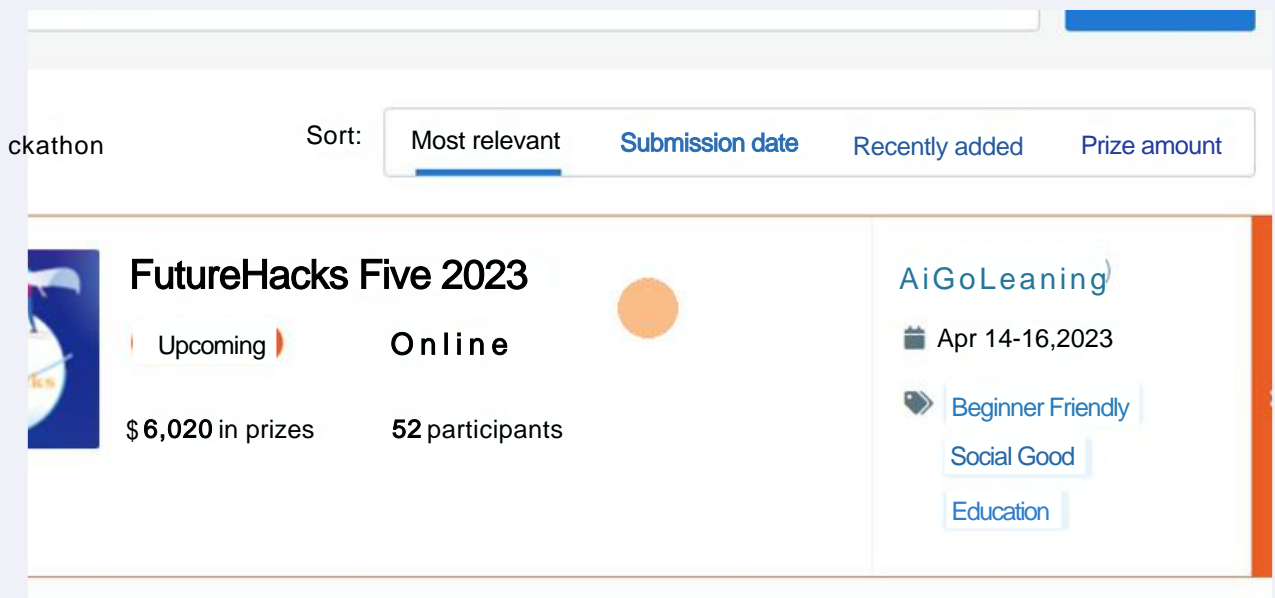 ckathon
Sort:
Most relevant
Submission date
Recently added
Prize amount
FutureHacks Five 2023
AiGoLeaning
Upcoming
Online
Apr 14-16,2023
$6,020 in prizes
52 participants
Beginner Friendly
Social Good
Education